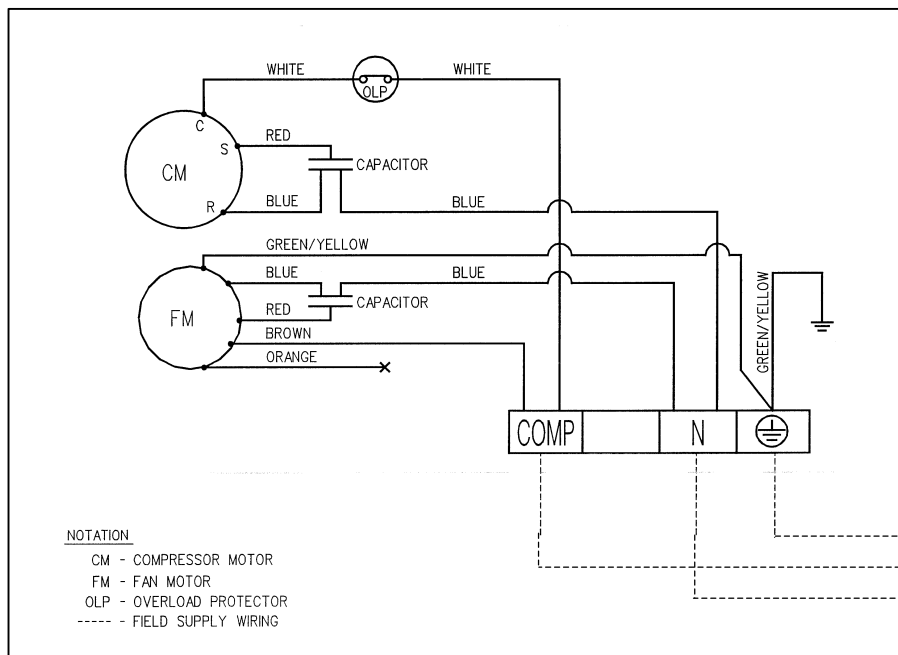 WHITE
WHITE
OLP
C
S
RED
CM
CAPACITOR
R
BLUE
BLUE
GREEN/YELLOW
BLUE
BLUE
CAPACITOR
FM
RED
BROWN
ORANGE
GREEN/YELLOW
COMP
N
NOTATION
CM - COMPRESSOR MOTOR
FM - FAN MOTOR
OLP - OVERLOAD PROTECTOR
----- - FIELD SUPPLY WIRING